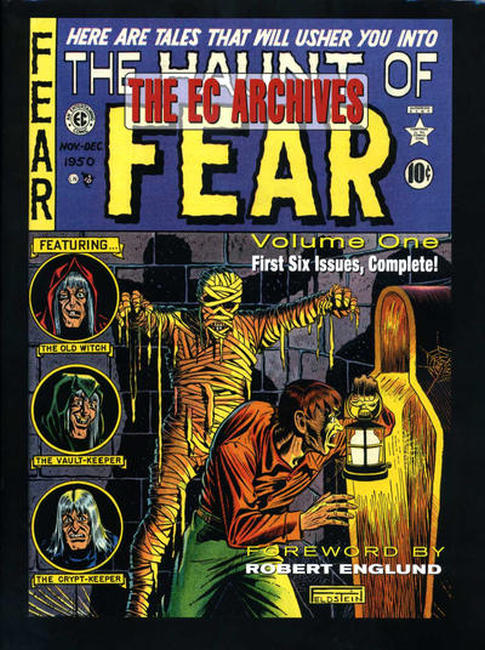 FEAR
HERE ARE TALES THAT WILL USHER YOU INTO
THE HAUNT OF
THE EC ARCHIVES
FEAR
EC
NOV.-DEC.
1950
10¢
Volume One
First Six Issues, Complete!
FEATURING...
THE OLD WITCH
THE VAULT-KEEPER
THE CRYPT-KEEPER
FOREWORD BY
ROBERT ENGLUND
FELDSTEIN